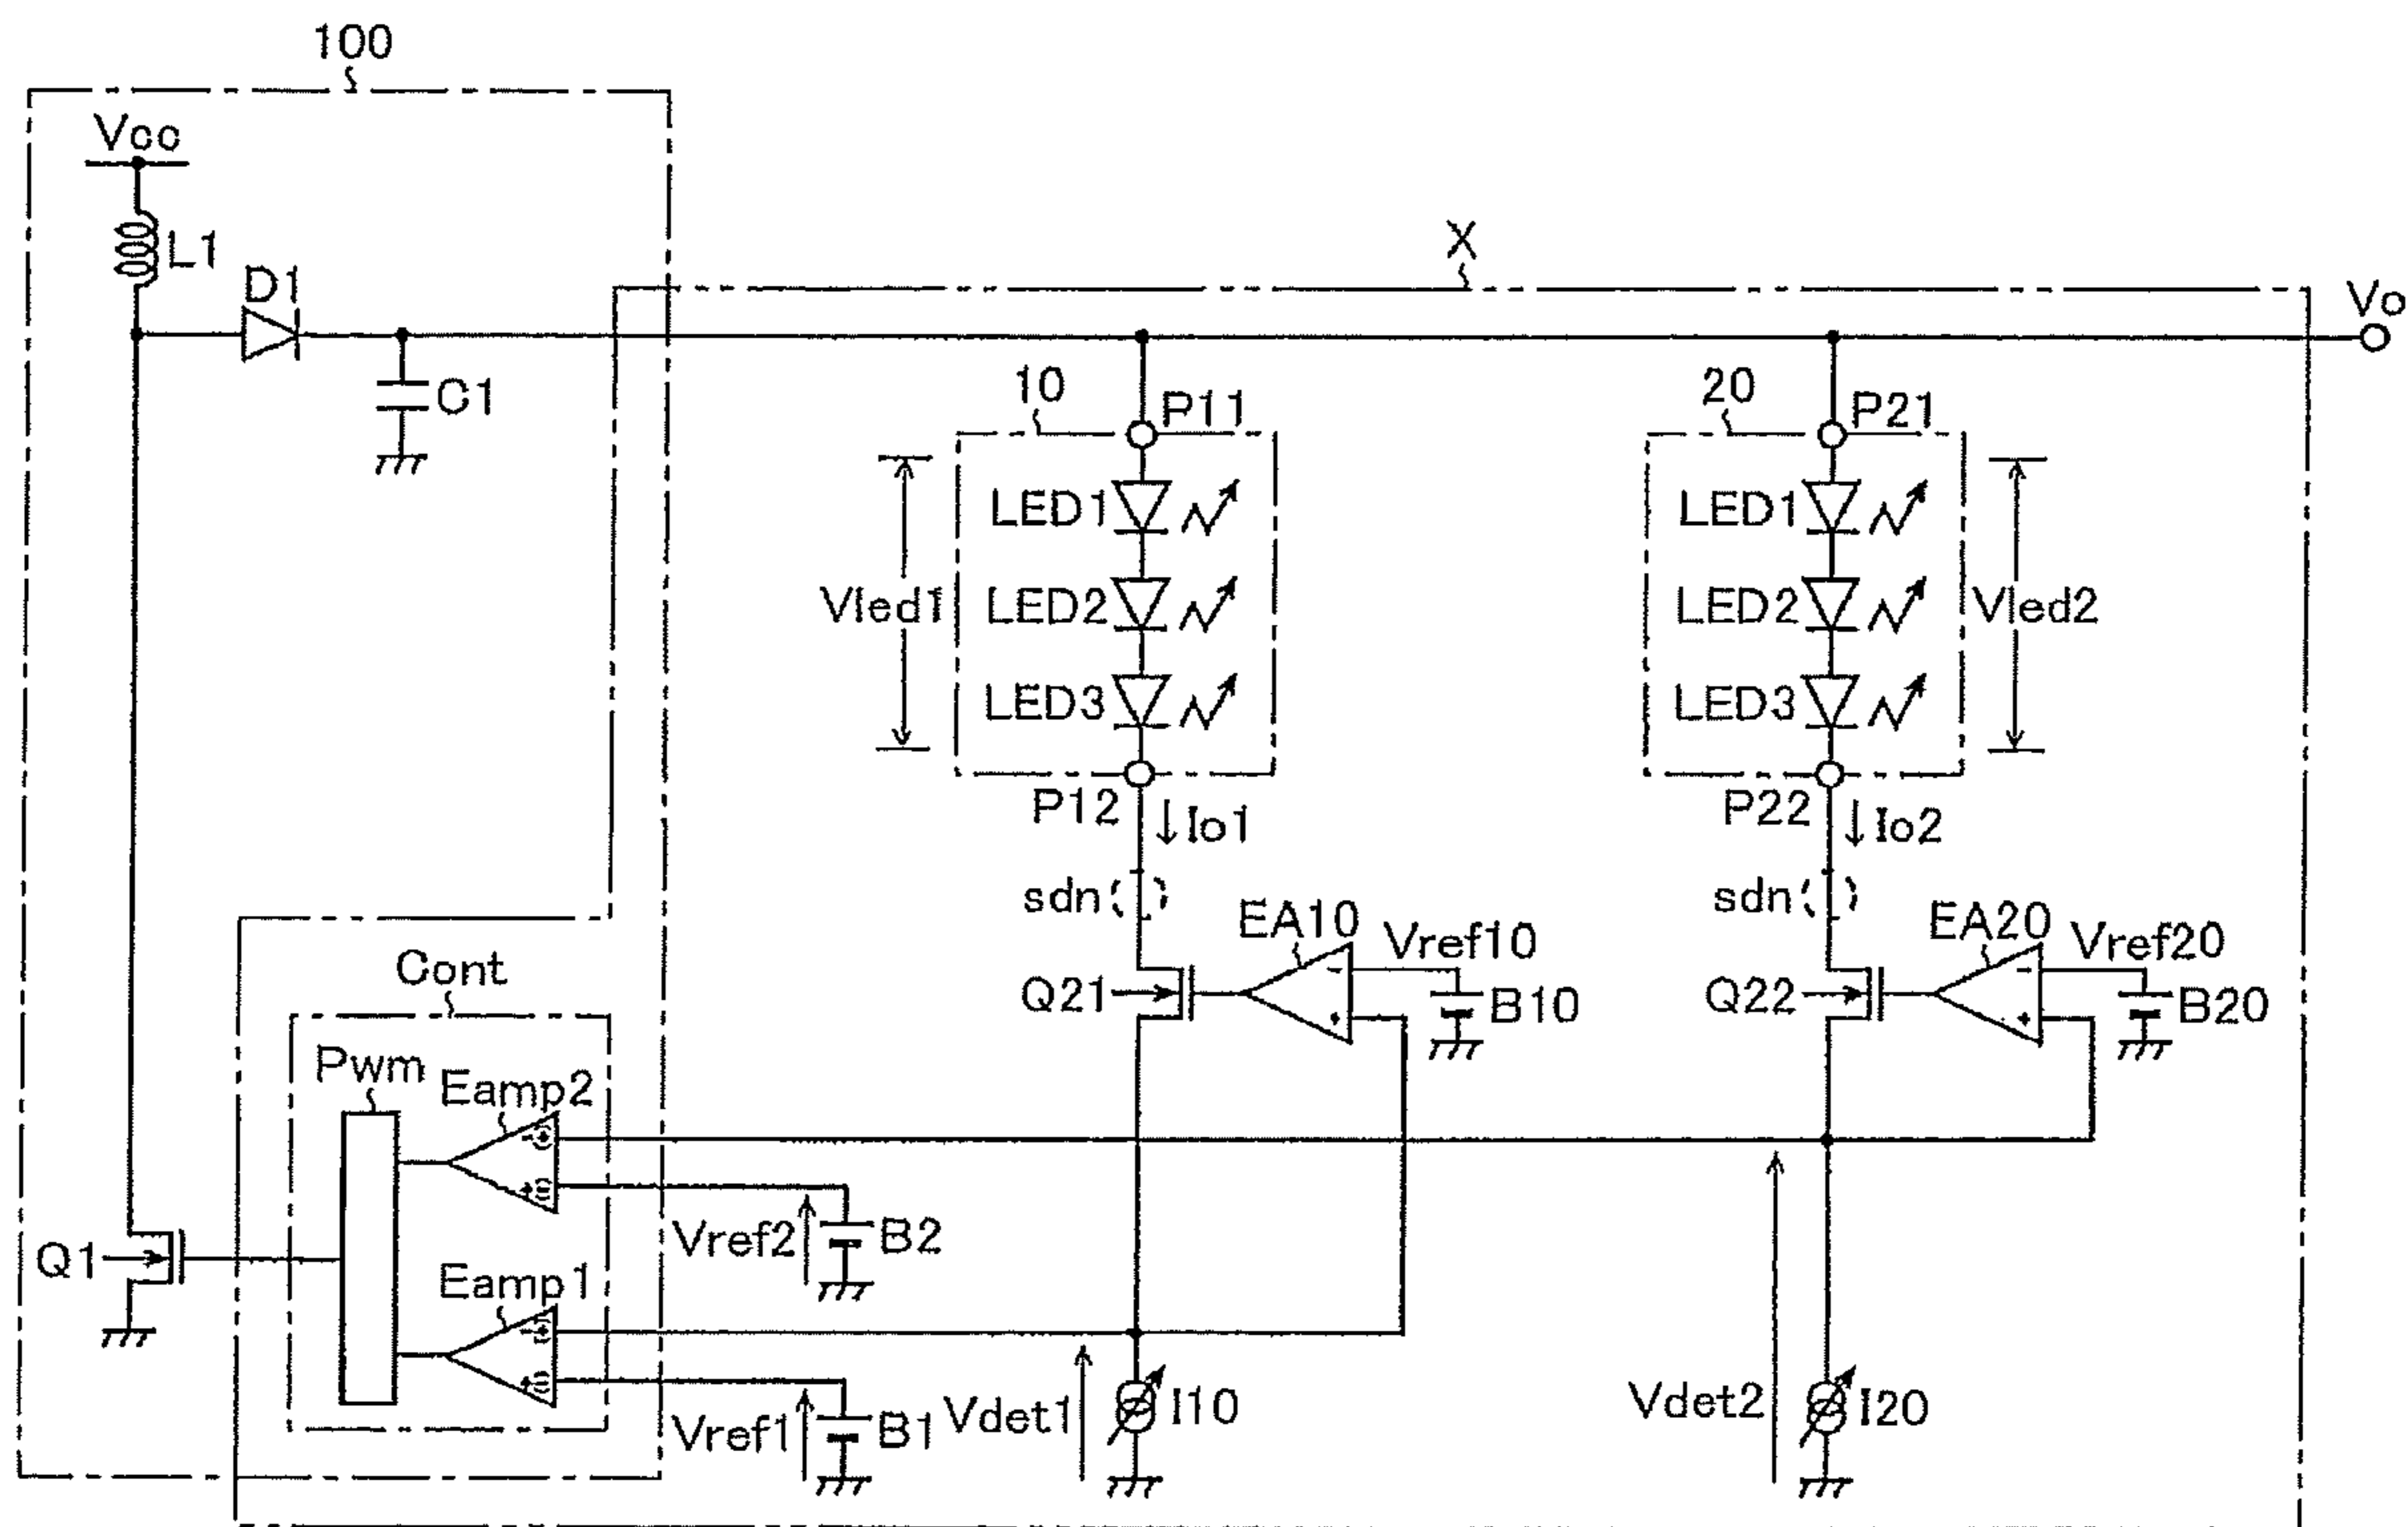 100
Vcc
L1
D1
C1
X
Vo
10
P11
20
P21
LED1
LED1
Vled1
LED2
LED2
Vled2
LED3
LED3
P12
Io1
P22
Io2
sdn
sdn
EA10
Vref10
EA20
Vref20
-
-
Q21
B10
Q22
B20
+
+
Cont
Pwm
Eamp2
-(+)
+(-)
Vref2
B2
Q1
Eamp1
-(+)
+(-)
Vref1
B1
Vdet1
I10
Vdet2
I20